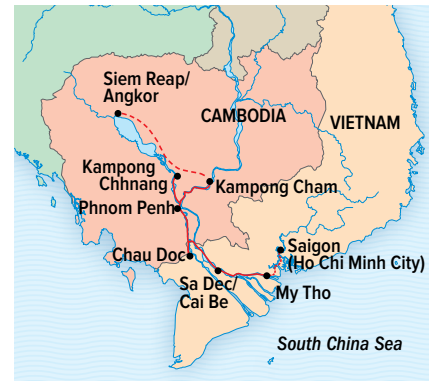 Siem Reap/
Angkor
CAMBODIA
VIETNAM
Kampong
Chhnang
Kampong Cham
Phnom Penh
Chau Doc
Saigon
(Ho Chi Minh City)
Sa Dec/
Cai Be
My Tho
South China Sea